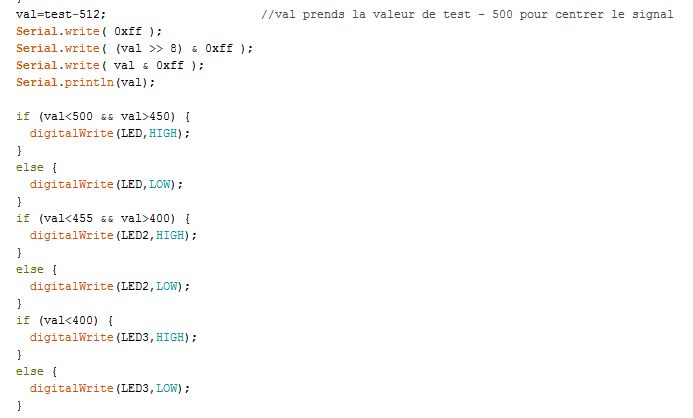 }
val=test-512; //val prends la valeur de test - 500 pour centrer le signal
Serial.write( 0xff );
Serial.write( (val >> 8) & 0xff );
Serial.write( val & 0xff );
Serial.println(val);
if (val<500 && val>450) {
digitalWrite(LED,HIGH);
}
else {
digitalWrite(LED,LOW);
}
if (val<455 && val>400) {
digitalWrite(LED2,HIGH);
}
else {
digitalWrite(LED2,LOW);
}
if (val<400) {
digitalWrite(LED3,HIGH);
}
else {
digitalWrite(LED3,LOW);
}